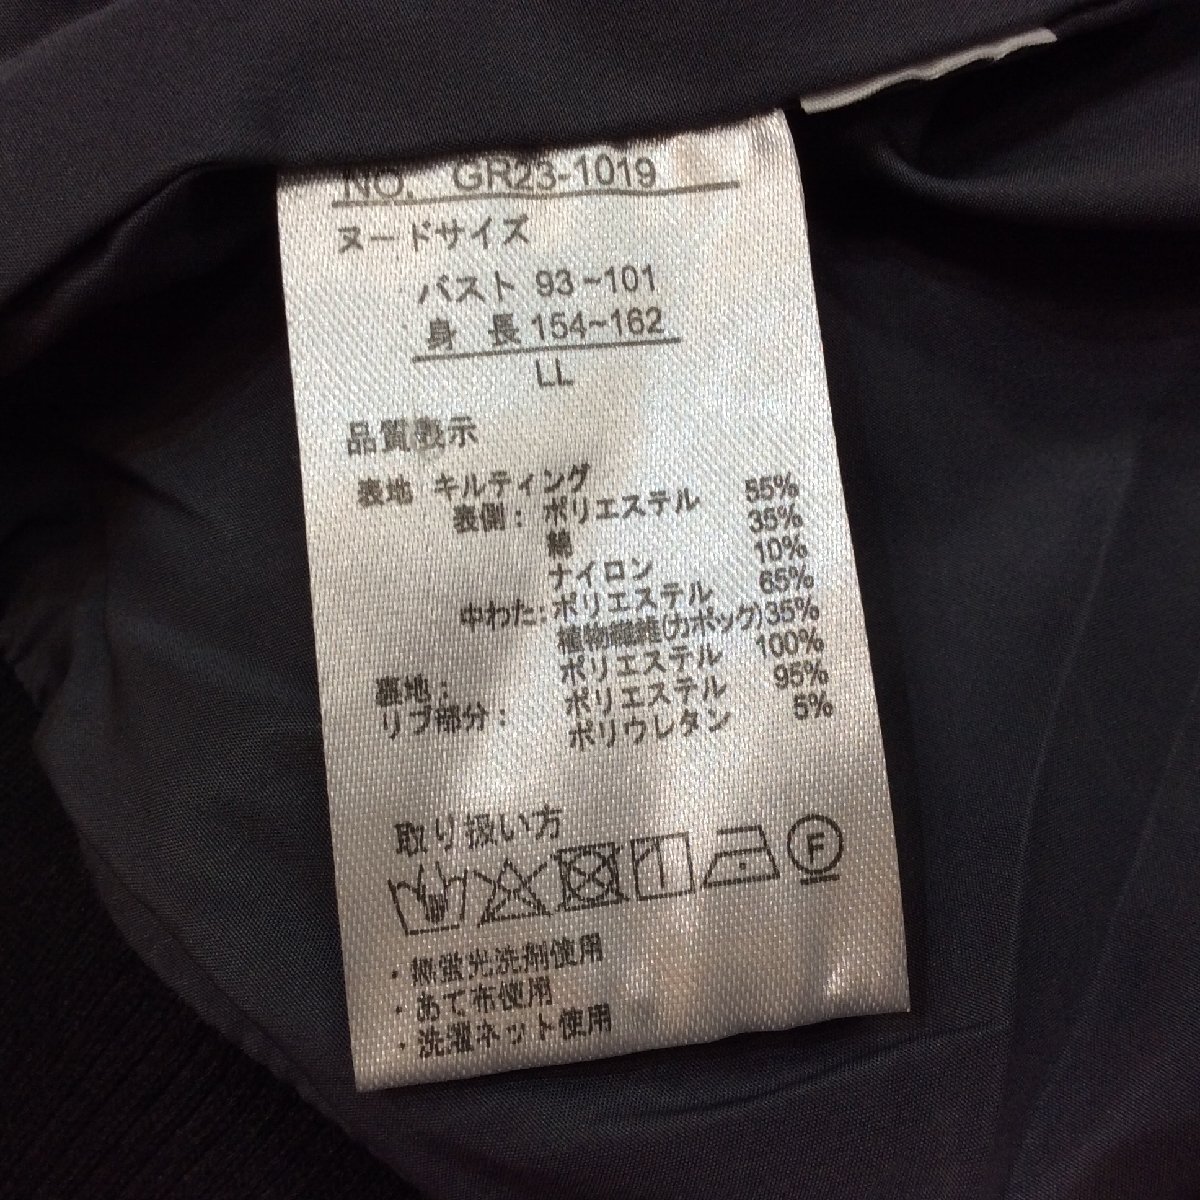 NO. GR23-1019
ヌードサイズ
バスト 93~101
身 長 154~162
LL
品質表示
表地 キルティング
表側: ポリエステル 55%
綿 35%
ナイロン 10%
中わた: ポリエステル 65%
植物繊維(カポック) 35%
裏地: ポリエステル 100%
リブ部分: ポリエステル 95%
ポリウレタン 5%
取り扱い方
F
・無蛍光洗剤使用
・あて布使用
・洗濯ネット使用